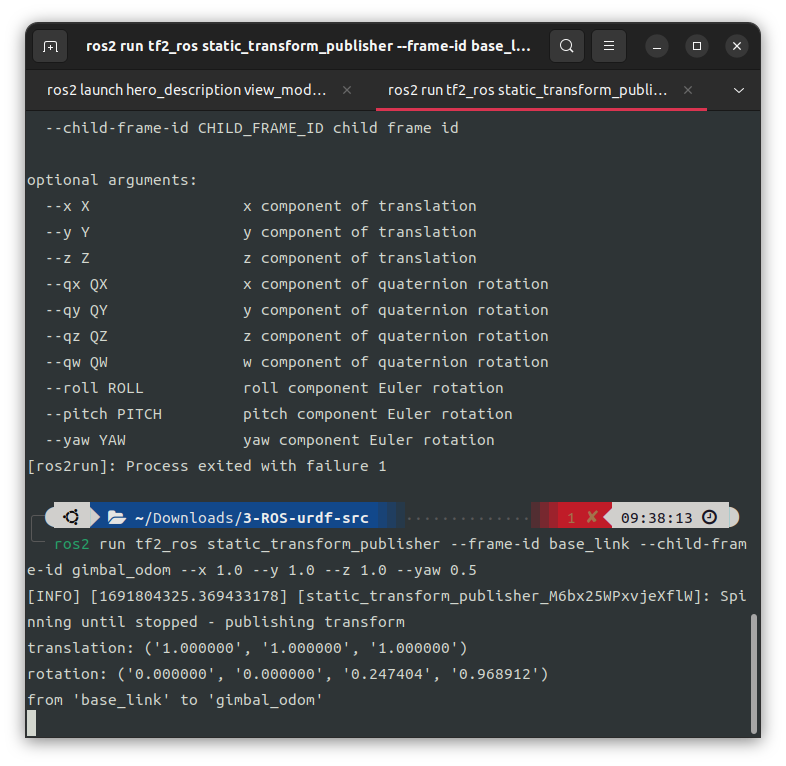 ros2 run tf2_ros static_transform_publisher --frame-id base_l...
ros2 launch hero_description view_mod...
ros2 run tf2_ros static_transform_publi...
--child-frame-id CHILD_FRAME_ID child frame id
optional arguments:
--x X                 x component of translation
--y Y                 y component of translation
--z Z                 z component of translation
--qx QX               x component of quaternion rotation
--qy QY               y component of quaternion rotation
--qz QZ               z component of quaternion rotation
--qw QW               w component of quaternion rotation
--roll ROLL           roll component Euler rotation
--pitch PITCH         pitch component Euler rotation
--yaw YAW             yaw component Euler rotation
[ros2run]: Process exited with failure 1
~/Downloads/3-ROS-urdf-src 1 ✘ 09:38:13
ros2 run tf2_ros static_transform_publisher --frame-id base_link --child-fram
e-id gimbal_odom --x 1.0 --y 1.0 --z 1.0 --yaw 0.5
[INFO] [1691804325.369433178] [static_transform_publisher_M6bx25WPxvjeXflW]: Spi
nning until stopped - publishing transform
translation: ('1.000000', '1.000000', '1.000000')
rotation: ('0.000000', '0.000000', '0.247404', '0.968912')
from 'base_link' to 'gimbal_odom'